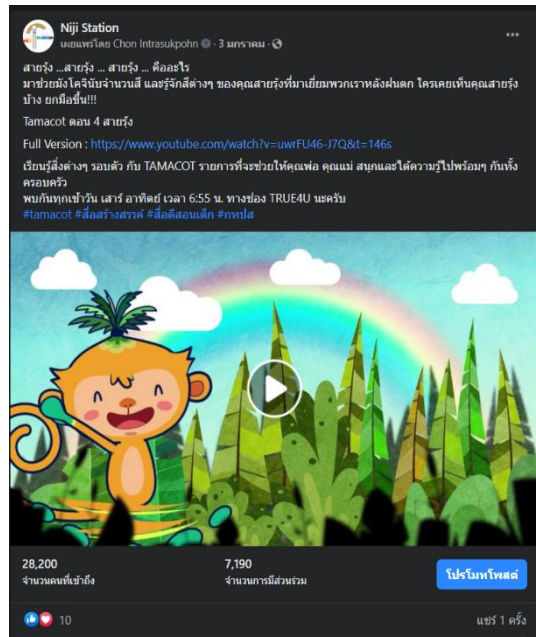 Niji Station
เผยแพร่โดย Chon Intrasukpohn · 3 มกราคม ·
สายรุ้ง ...สายรุ้ง ... สายรุ้ง ... คืออะไร
มาช่วยมังโคจินับจำนวนสี และรู้จักสีต่างๆ ของคุณสายรุ้งที่มาเยี่ยมพวกเราหลังฝนตก ใครเคยเห็นคุณสายรุ้ง
บ้าง ยกมือขึ้น!!!
Tamacot ตอน 4 สายรุ้ง
Full Version : https://www.youtube.com/watch?v=uwrFU46-J7Q&t=146s
เรียนรู้สิ่งต่างๆ รอบตัว กับ TAMACOT รายการที่จะช่วยให้คุณพ่อ คุณแม่ สนุกและได้ความรู้ไปพร้อมๆ กันทั้ง
ครอบครัว
พบกันทุกเช้าวัน เสาร์ อาทิตย์ เวลา 6:55 น. ทางช่อง TRUE4U นะครับ
#tamacot #สื่อสร้างสรรค์ #สื่อดีสอนเด็ก #กทปส
28,200
จำนวนคนที่เข้าถึง
7,190
จำนวนการมีส่วนร่วม
โปรโมทโพสต์
10
แชร์ 1 ครั้ง